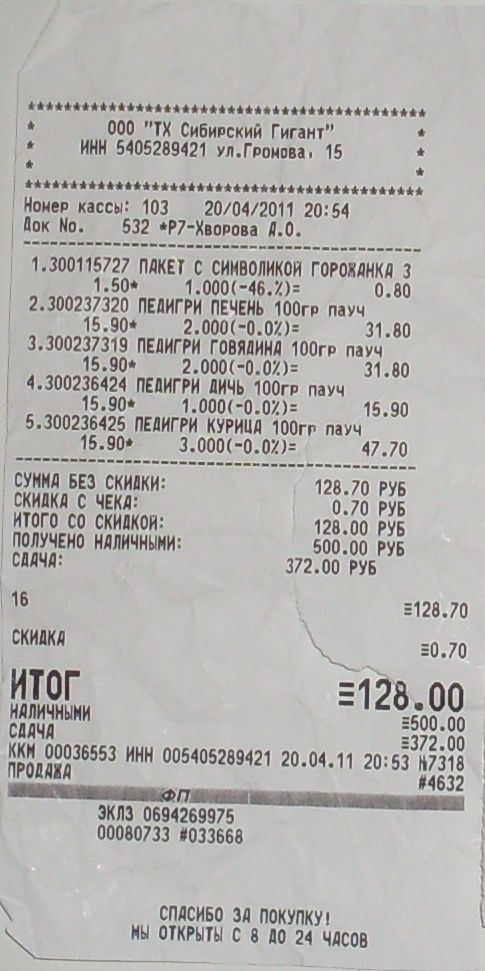 ****************************************
* ООО "ТХ Сибирский Гигант" *
* ИНН 5405289421 ул.Громова, 15 *
* *
****************************************
Номер кассы: 103 20/04/2011 20:54
Док No. 532 *Р7-Хворова А.О.
----------------------------------------
1.300115727 ПАКЕТ С СИМВОЛИКОЙ ГОРОЖАНКА З
1.50* 1.000(-46.%)= 0.80
2.300237320 ПЕДИГРИ ПЕЧЕНЬ 100гр пауч
15.90* 2.000(-0.0%)= 31.80
3.300237319 ПЕДИГРИ ГОВЯДИНА 100гр пауч
15.90* 2.000(-0.0%)= 31.80
4.300236424 ПЕДИГРИ ДИЧЬ 100гр пауч
15.90* 1.000(-0.0%)= 15.90
5.300236425 ПЕДИГРИ КУРИЦА 100гр пауч
15.90* 3.000(-0.0%)= 47.70
----------------------------------------
СУММА БЕЗ СКИДКИ: 128.70 РУБ
СКИДКА С ЧЕКА: 0.70 РУБ
ИТОГО СО СКИДКОЙ: 128.00 РУБ
ПОЛУЧЕНО НАЛИЧНЫМИ: 500.00 РУБ
СДАЧА: 372.00 РУБ
16 ≡128.70
СКИДКА ≡0.70
ИТОГ ≡128.00
НАЛИЧНЫМИ ≡500.00
СДАЧА ≡372.00
ККМ 00036553 ИНН 005405289421 20.04.11 20:53 №7318
ПРОДАЖА #4632
ФП
ЭКЛЗ 0694269975
00080733 #033668
СПАСИБО ЗА ПОКУПКУ!
МЫ ОТКРЫТЫ С 8 ДО 24 ЧАСОВ